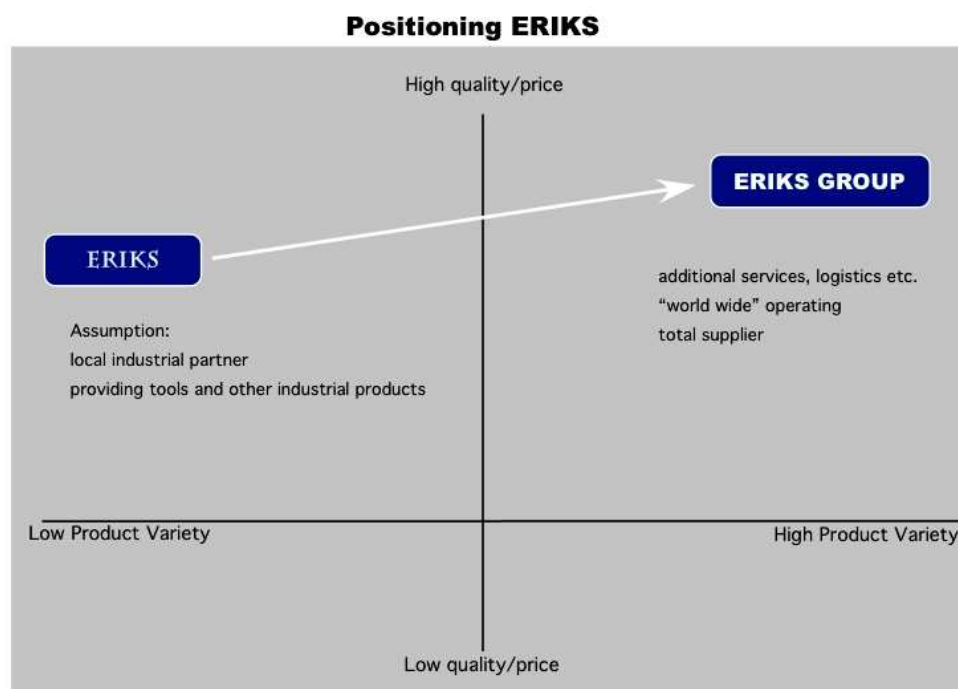 Positioning ERIKS
High quality/price
ERIKS GROUP
ERIKS
additional services, logistics etc.
“world wide” operating
total supplier
Assumption:
local industrial partner
providing tools and other industrial products
Low Product Variety
High Product Variety
Low quality/price